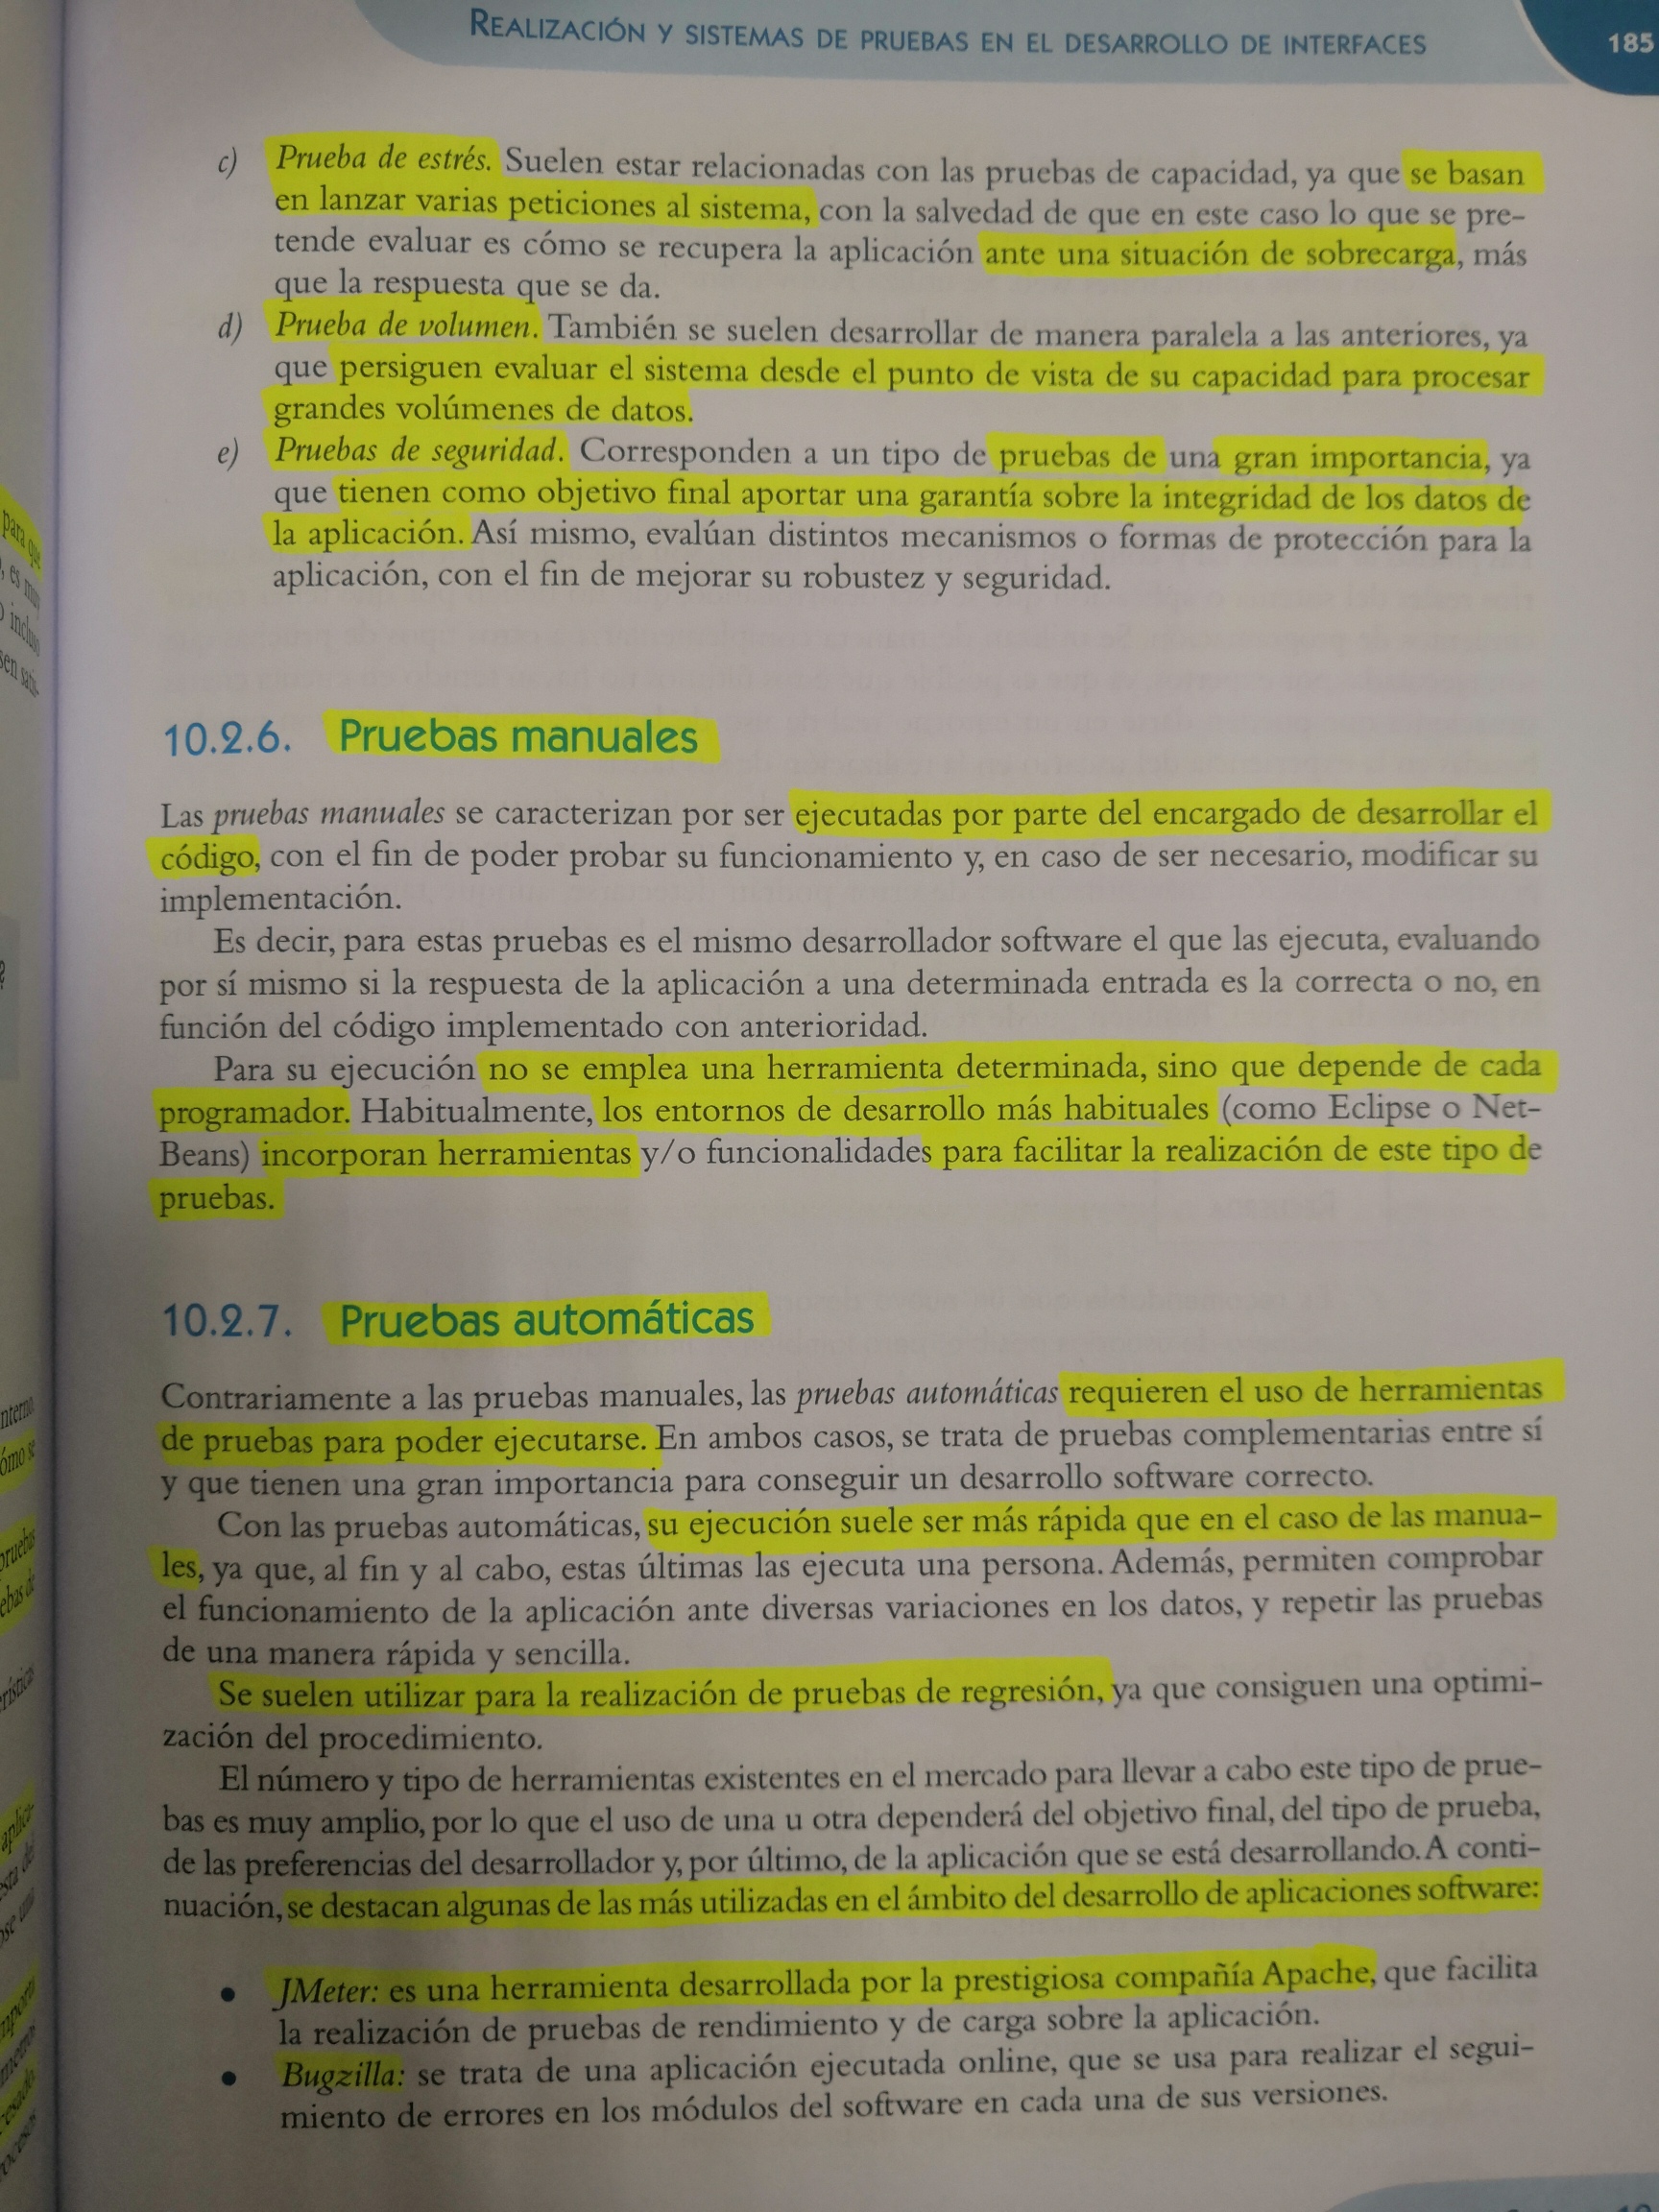 REALIZACIÓN Y SISTEMAS DE PRUEBAS EN EL DESARROLLO DE INTERFACES 185
c) Prueba de estrés. Suelen estar relacionadas con las pruebas de capacidad, ya que se basan
en lanzar varias peticiones al sistema, con la salvedad de que en este caso lo que se pre-
tende evaluar es cómo se recupera la aplicación ante una situación de sobrecarga, más
que la respuesta que se da.
d) Prueba de volumen. También se suelen desarrollar de manera paralela a las anteriores, ya
que persiguen evaluar el sistema desde el punto de vista de su capacidad para procesar
grandes volúmenes de datos.
e) Pruebas de seguridad. Corresponden a un tipo de pruebas de una gran importancia, ya
que tienen como objetivo final aportar una garantía sobre la integridad de los datos de
la aplicación. Así mismo, evalúan distintos mecanismos o formas de protección para la
aplicación, con el fin de mejorar su robustez y seguridad.
10.2.6. Pruebas manuales
Las pruebas manuales se caracterizan por ser ejecutadas por parte del encargado de desarrollar el
código, con el fin de poder probar su funcionamiento y, en caso de ser necesario, modificar su
implementación.
Es decir, para estas pruebas es el mismo desarrollador software el que las ejecuta, evaluando
por sí mismo si la respuesta de la aplicación a una determinada entrada es la correcta o no, en
función del código implementado con anterioridad.
Para su ejecución no se emplea una herramienta determinada, sino que depende de cada
programador. Habitualmente, los entornos de desarrollo más habituales (como Eclipse o Net-
Beans) incorporan herramientas y/o funcionalidades para facilitar la realización de este tipo de
pruebas.
10.2.7. Pruebas automáticas
Contrariamente a las pruebas manuales, las pruebas automáticas requieren el uso de herramientas
de pruebas para poder ejecutarse. En ambos casos, se trata de pruebas complementarias entre sí
y que tienen una gran importancia para conseguir un desarrollo software correcto.
Con las pruebas automáticas, su ejecución suele ser más rápida que en el caso de las manua-
les, ya que, al fin y al cabo, estas últimas las ejecuta una persona. Además, permiten comprobar
el funcionamiento de la aplicación ante diversas variaciones en los datos, y repetir las pruebas
de una manera rápida y sencilla.
Se suelen utilizar para la realización de pruebas de regresión, ya que consiguen una optimi-
zación del procedimiento.
El número y tipo de herramientas existentes en el mercado para llevar a cabo este tipo de prue-
bas es muy amplio, por lo que el uso de una u otra dependerá del objetivo final, del tipo de prueba,
de las preferencias del desarrollador y, por último, de la aplicación que se está desarrollando. A conti-
nuación, se destacan algunas de las más utilizadas en el ámbito del desarrollo de aplicaciones software:
• JMeter: es una herramienta desarrollada por la prestigiosa compañía Apache, que facilita
la realización de pruebas de rendimiento y de carga sobre la aplicación.
• Bugzilla: se trata de una aplicación ejecutada online, que se usa para realizar el segui-
miento de errores en los módulos del software en cada una de sus versiones.